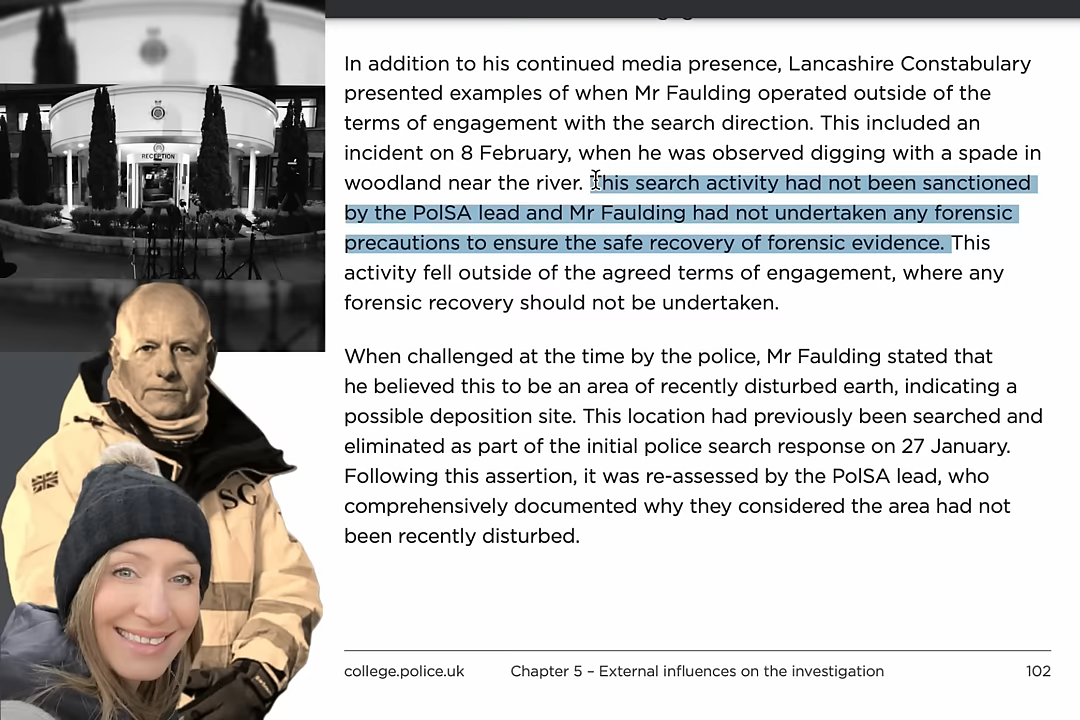 RECEPTION
SG
In addition to his continued media presence, Lancashire Constabulary
presented examples of when Mr Faulding operated outside of the
terms of engagement with the search direction. This included an
incident on 8 February, when he was observed digging with a spade in
woodland near the river. This search activity had not been sanctioned
by the PolSA lead and Mr Faulding had not undertaken any forensic
precautions to ensure the safe recovery of forensic evidence. This
activity fell outside of the agreed terms of engagement, where any
forensic recovery should not be undertaken.
When challenged at the time by the police, Mr Faulding stated that
he believed this to be an area of recently disturbed earth, indicating a
possible deposition site. This location had previously been searched and
eliminated as part of the initial police search response on 27 January.
Following this assertion, it was re-assessed by the PolSA lead, who
comprehensively documented why they considered the area had not
been recently disturbed.
college.police.uk Chapter 5 – External influences on the investigation 102